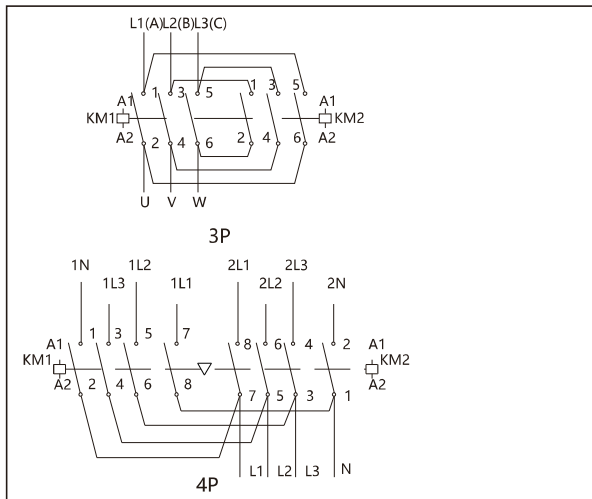 L1(A) L2(B) L3(C)
A1 1 3 5 1 3 5 A1
KM1 KM2
A2 2 4 6 2 4 6 A2
U V W
3P
1N 1L2 2L1 2L3
1L3 1L1 2L2 2N
A1 1 3 5 7 8 6 4 2 A1
KM1 KM2
A2 2 4 6 8 7 5 3 1 A2
L1 L2 L3 N
4P